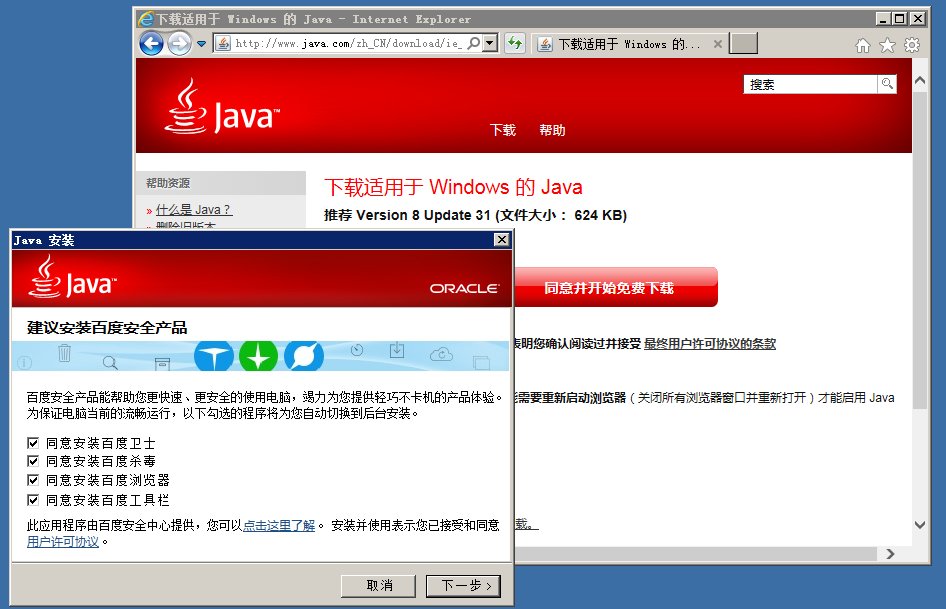 下载适用于 Windows 的 Java - Internet Explorer
http://www.java.com/zh_CN/download/ie_
下载适用于 Windows 的...
Java™
搜索
下载 帮助
帮助资源
» 什么是 Java ?
» 删除旧版本
下载适用于 Windows 的 Java
推荐 Version 8 Update 31 (文件大小： 624 KB)
同意并开始免费下载
表明您确认阅读过并接受 最终用户许可协议的条款
需要重新启动浏览器（关闭所有浏览器窗口并重新打开）才能启用 Java
载。
Java 安装
Java™
ORACLE
建议安装百度安全产品
百度安全产品能帮助您更快速、更安全的使用电脑，竭力为您提供轻巧不卡机的产品体验。
为保证电脑当前的流畅运行，以下勾选的程序将为您自动切换到后台安装。
同意安装百度卫士
同意安装百度杀毒
同意安装百度浏览器
同意安装百度工具栏
此应用程序由百度安全中心提供，您可以点击这里了解。 安装并使用表示您已接受和同意
用户许可协议。
取消
下一步 >